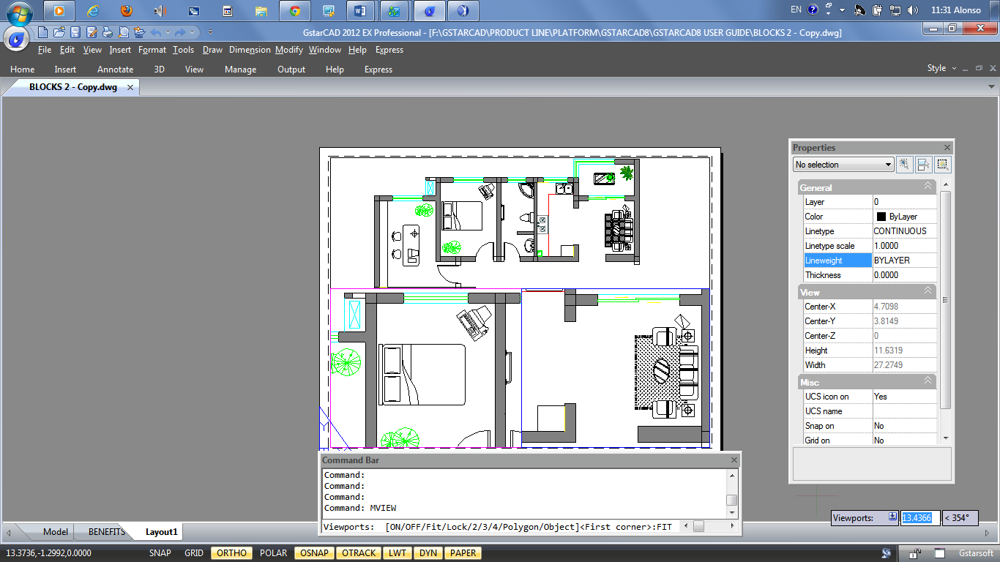 EN 11:31 Alonso
GstarCAD 2012 EX Professional - [F:\GSTARCAD\PRODUCT LINE\PLATFORM\GSTARCAD8\GSTARCAD8 USER GUIDE\BLOCKS 2 - Copy.dwg]
File Edit View Insert Format Tools Draw Dimension Modify Window Help Express
Home Insert Annotate 3D View Manage Output Help Express Style
BLOCKS 2 - Copy.dwg
Properties
No selection
General
Layer 0
Color ByLayer
Linetype CONTINUOUS
Linetype scale 1.0000
Lineweight BYLAYER
Thickness 0.0000
View
Center-X 4.7098
Center-Y 3.8149
Center-Z 0
Height 11.6319
Width 27.2749
Misc
UCS icon on Yes
UCS name
Snap on No
Grid on No
Command Bar
Command:
Command:
Command:
Command: MVIEW
Viewports: [ON/OFF/Fit/Lock/2/3/4/Polygon/Object]<First corner>:FIT
Viewports: 13.4366 < 354°
Model BENEFITS Layout1
13.3736,-1.2992,0.0000 SNAP GRID ORTHO POLAR OSNAP OTRACK LWT DYN PAPER Gstarsoft